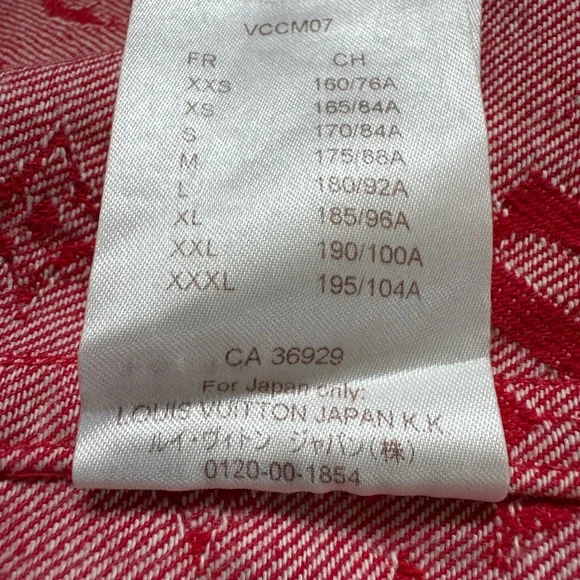 VCCM07
FR CH
XXS 160/76A
XS 165/84A
S 170/84A
M 175/88A
L 180/92A
XL 185/96A
XXL 190/100A
XXXL 195/104A
CA 36929
For Japan only:
LOUIS VUITTON JAPAN K.K.
ルイ・ヴィトン ジャパン(株)
0120-00-1854